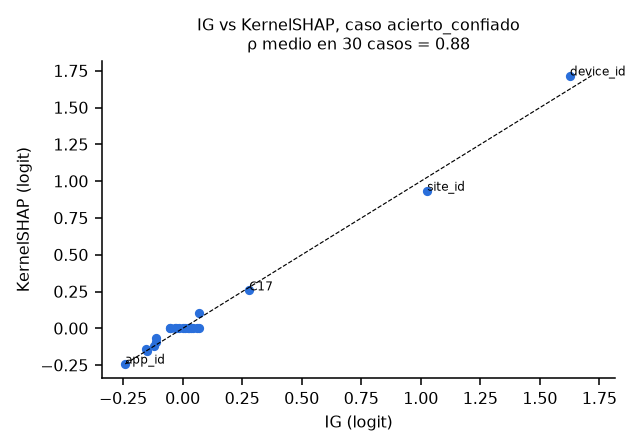 IG vs KernelSHAP, caso acierto_confiado
ρ medio en 30 casos = 0.88
KernelSHAP (logit)
1.75
1.50
1.25
1.00
0.75
0.50
0.25
0.00
−0.25
device_id
site_id
C17
app_id
−0.25 0.00 0.25 0.50 0.75 1.00 1.25 1.50 1.75
IG (logit)